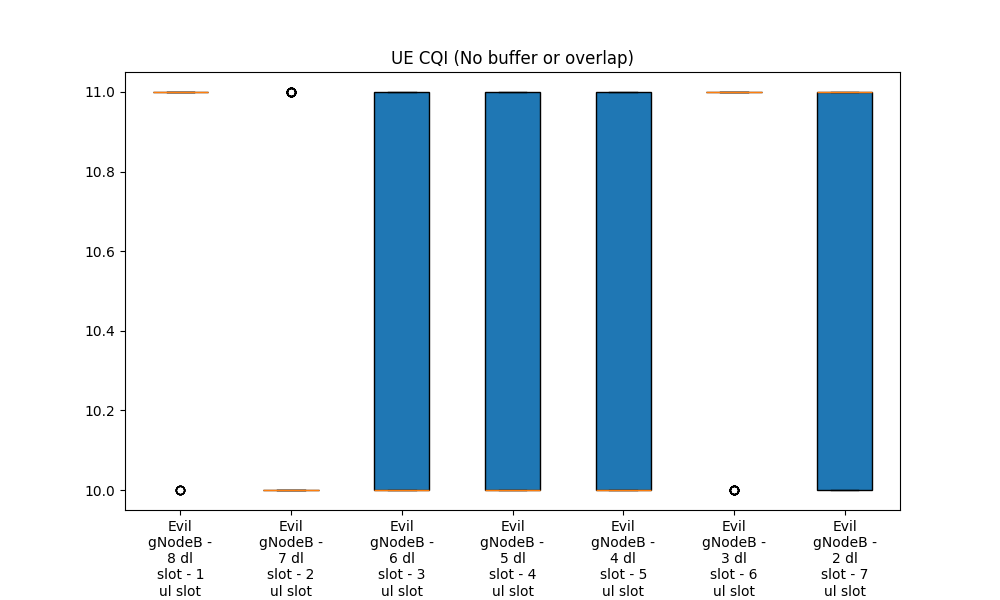 UE CQI (No buffer or overlap)
11.0
10.8
10.6
10.4
10.2
10.0
Evil
gNodeB -
8 dl
slot - 1
ul slot
Evil
gNodeB -
7 dl
slot - 2
ul slot
Evil
gNodeB -
6 dl
slot - 3
ul slot
Evil
gNodeB -
5 dl
slot - 4
ul slot
Evil
gNodeB -
4 dl
slot - 5
ul slot
Evil
gNodeB -
3 dl
slot - 6
ul slot
Evil
gNodeB -
2 dl
slot - 7
ul slot